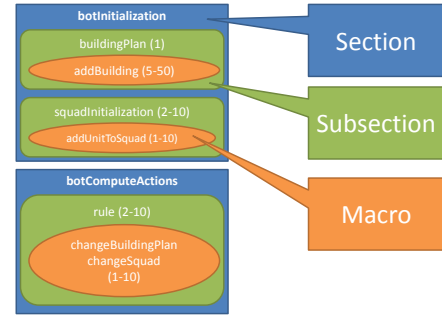 botInitialization
buildingPlan (1)
addBuilding (5-50)
squadInitialization (2-10)
addUnitToSquad (1-10)
botComputeActions
rule (2-10)
changeBuildingPlan
changeSquad
(1-10)
Section
Subsection
Macro